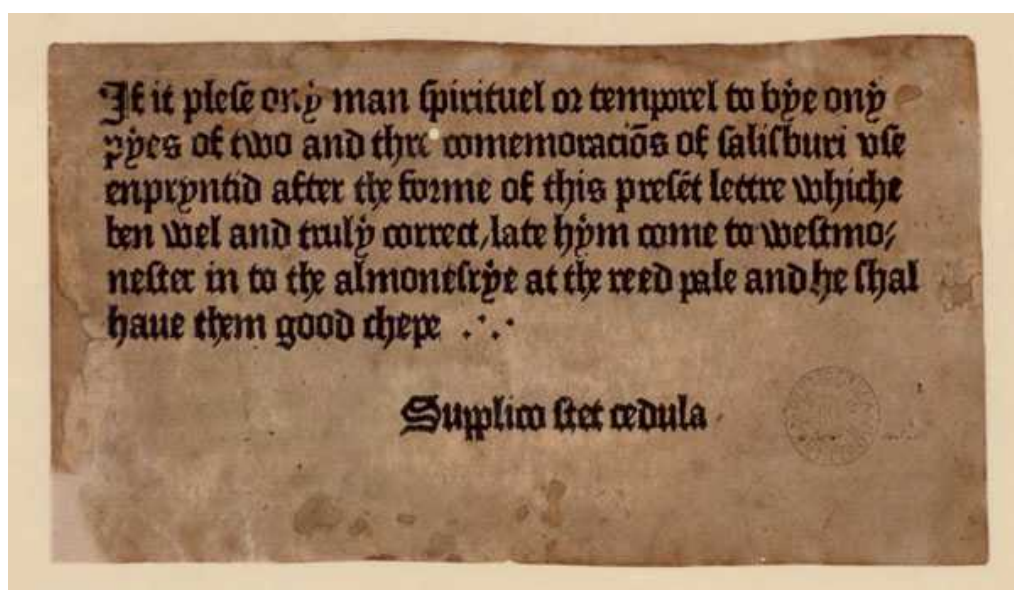 If it plese ony man spirituel or temporel to bye ony
pyes of two and thre comemoraciōs of salisburi vse
enpryntid after the forme of this presēt lettre whiche
ben wel and truly correct, late hym come to westmo⸗
nester in to the almonesrye at the reed pale and he shal
haue them good chepe .·.·
Supplico stet cedula